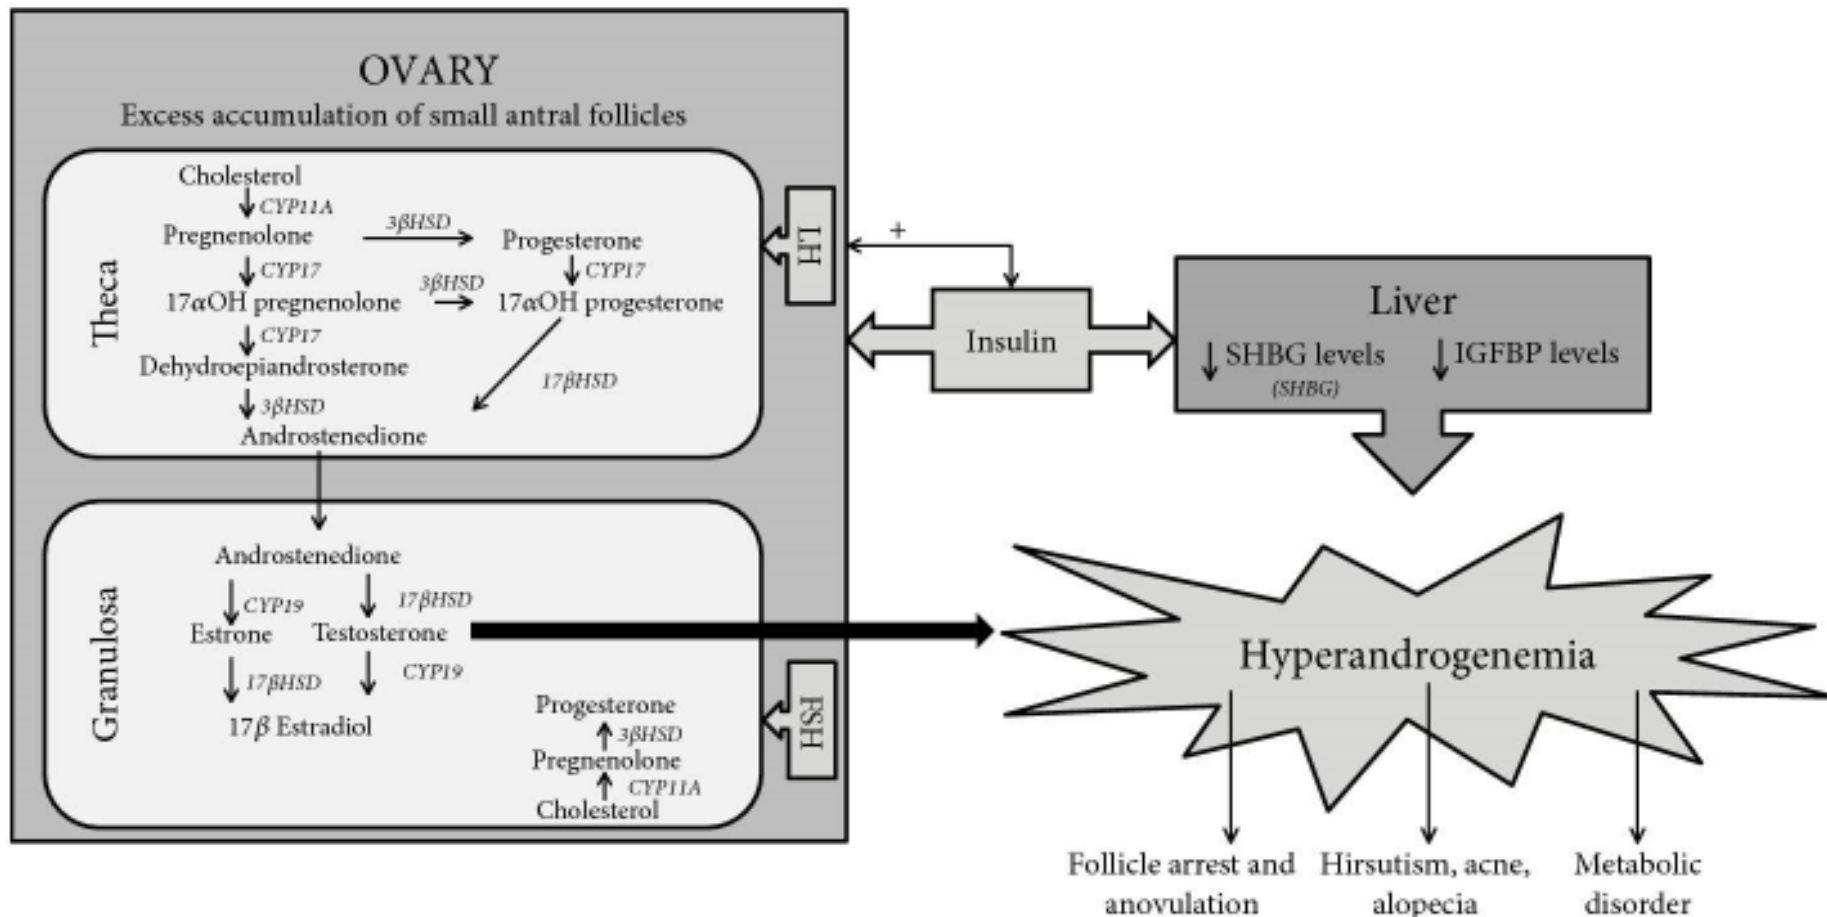 OVARY
Excess accumulation of small antral follicles
Theca
Cholesterol
CYP11A
Pregnenolone
3βHSD
Progesterone
CYP17
CYP17
17αOH pregnenolone
3βHSD
17αOH progesterone
CYP17
Dehydroepiandrosterone
17βHSD
3βHSD
Androstenedione
LH
+
Insulin
Liver
↓ SHBG levels
(SHBG)
↓ IGFBP levels
Granulosa
Androstenedione
CYP19
17βHSD
Estrone
Testosterone
17βHSD
CYP19
17β Estradiol
Progesterone
3βHSD
Pregnenolone
CYP11A
Cholesterol
FSH
Hyperandrogenemia
Follicle arrest and
anovulation
Hirsutism, acne,
alopecia
Metabolic
disorder